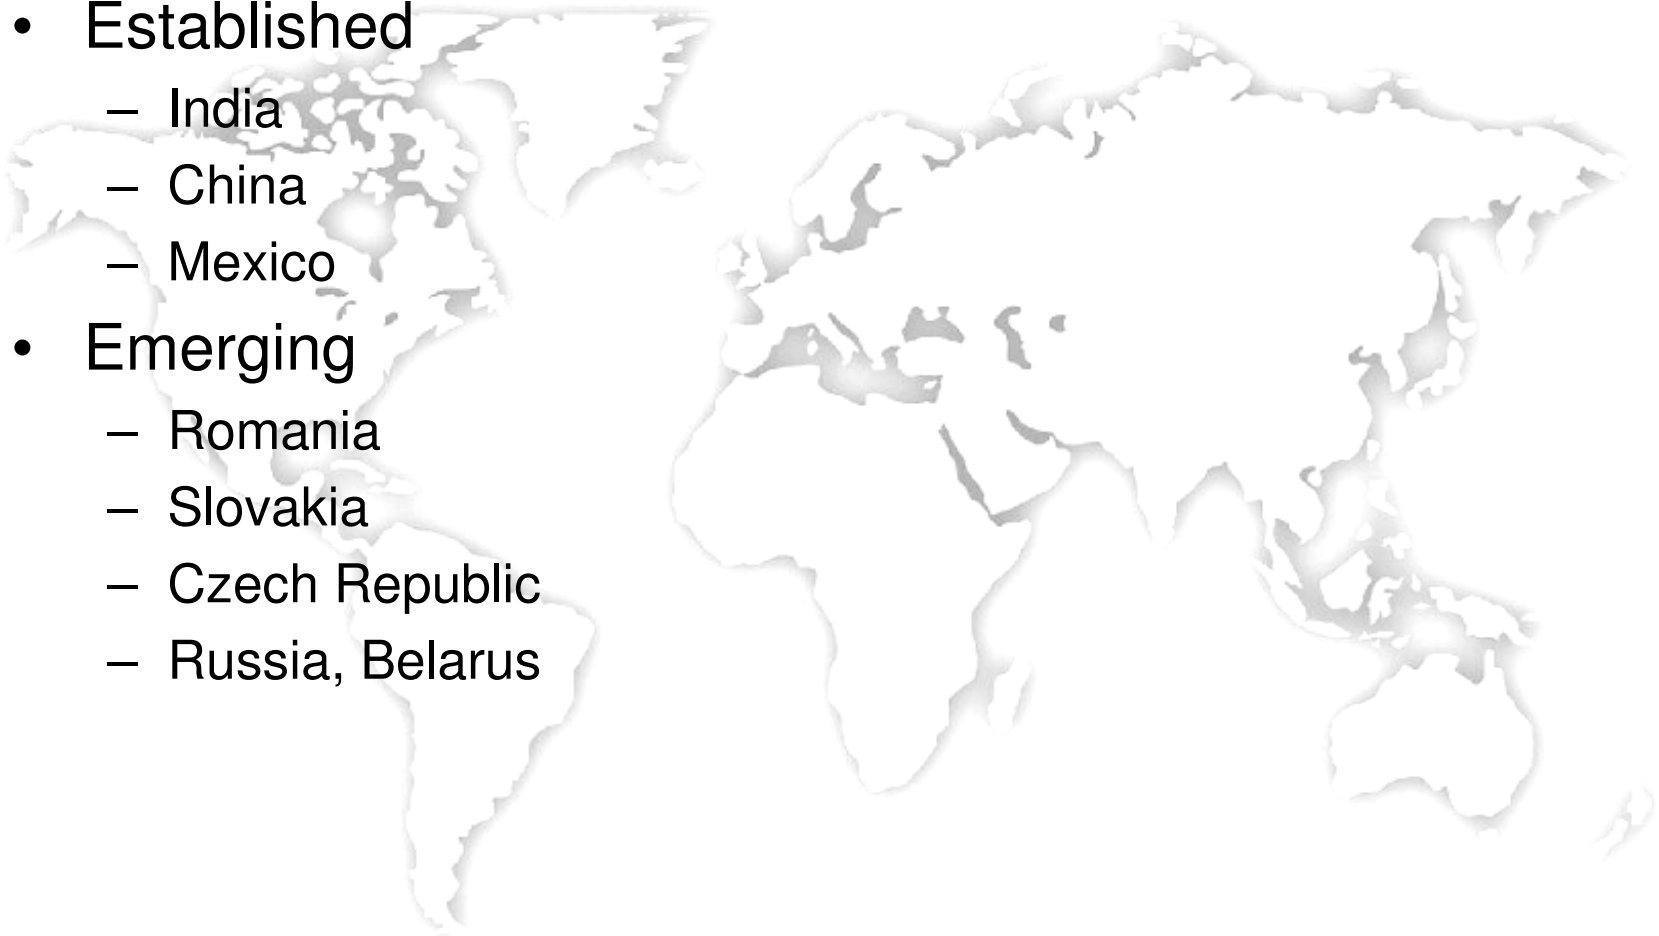 • Established
– India
– China
– Mexico
• Emerging
– Romania
– Slovakia
– Czech Republic
– Russia, Belarus